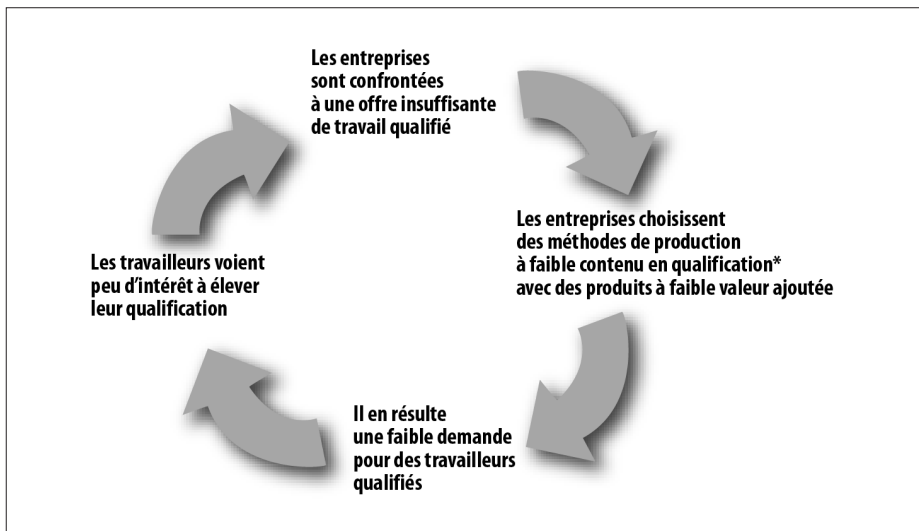 Les entreprises
sont confrontées
à une offre insuffisante
de travail qualifié
Les entreprises choisissent
des méthodes de production
à faible contenu en qualification*
avec des produits à faible valeur ajoutée
Il en résulte
une faible demande
pour des travailleurs
qualifiés
Les travailleurs voient
peu d’intérêt à élever
leur qualification